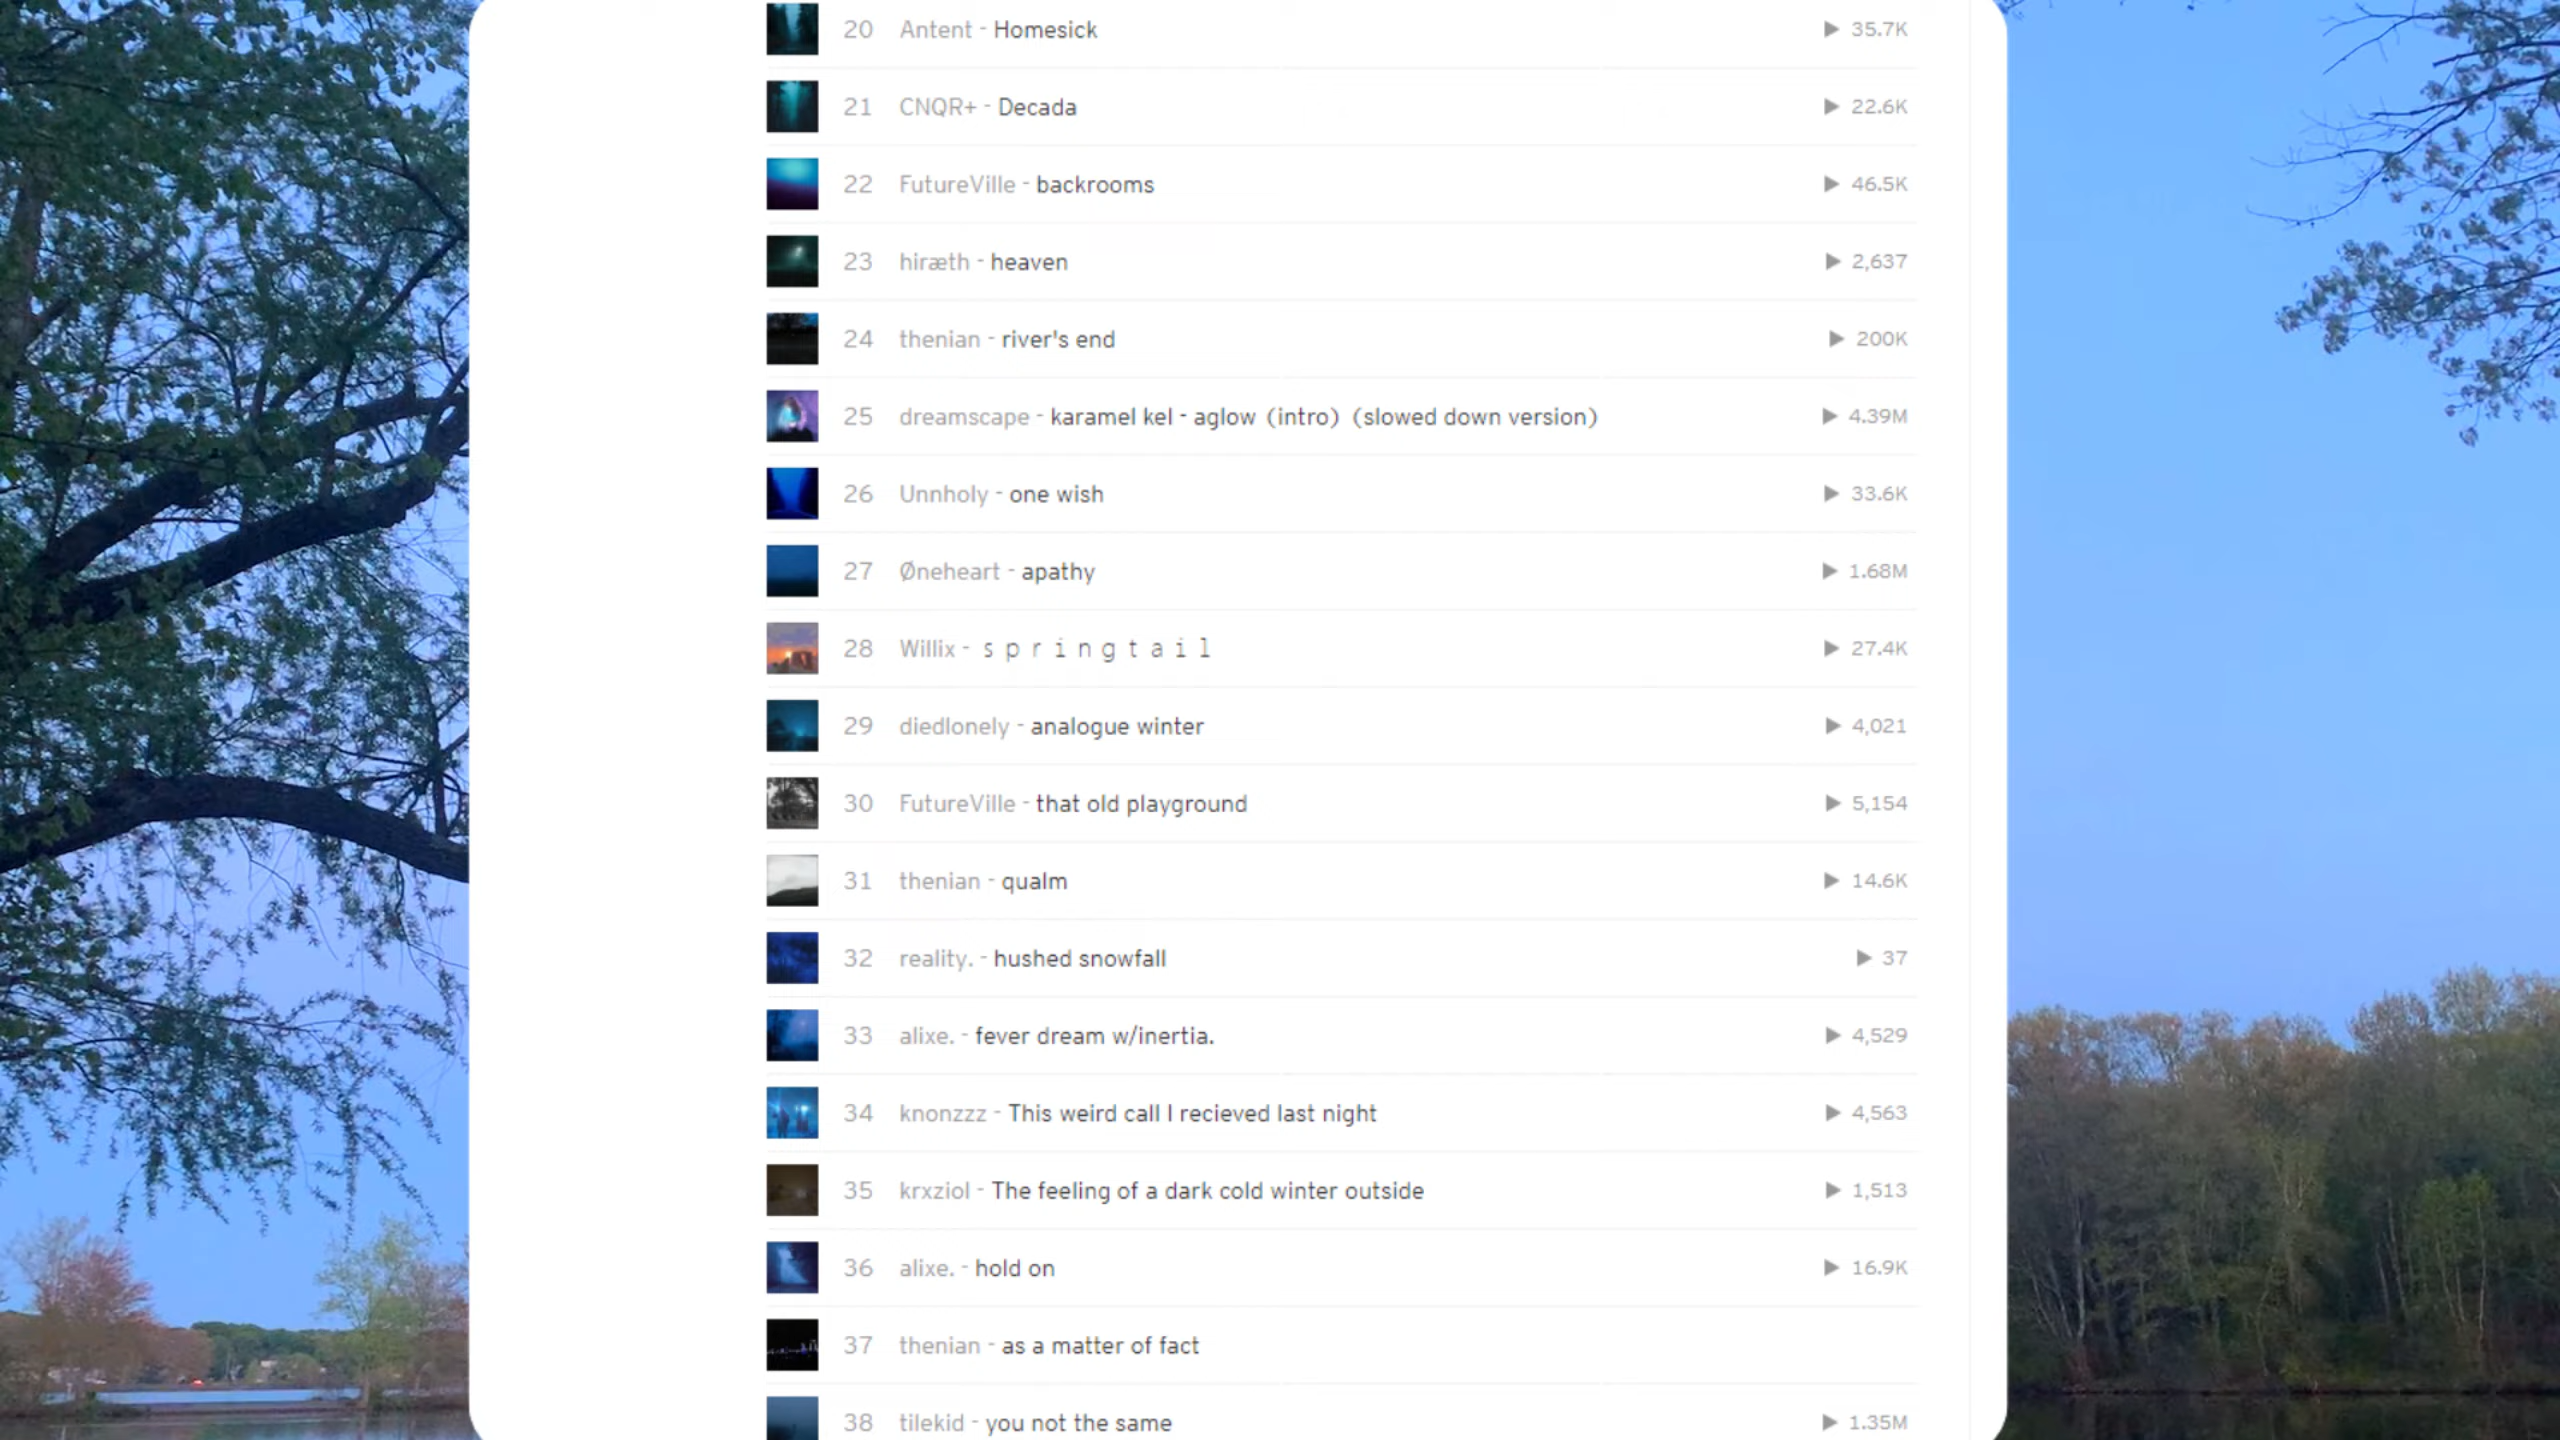 20 Antent - Homesick 35.7K
21 CNQR+ - Decada 22.6K
22 FutureVille - backrooms 46.5K
23 hiræth - heaven 2,637
24 thenian - river's end 200K
25 dreamscape - karamel kel - aglow (intro) (slowed down version) 4.39M
26 Unnholy - one wish 33.6K
27 Øneheart - apathy 1.68M
28 Willix - s p r i n g t a i l 27.4K
29 diedlonely - analogue winter 4,021
30 FutureVille - that old playground 5,154
31 thenian - qualm 14.6K
32 reality. - hushed snowfall 37
33 alixe. - fever dream w/inertia. 4,529
34 knonzzz - This weird call I recieved last night 4,563
35 krxziol - The feeling of a dark cold winter outside 1,513
36 alixe. - hold on 16.9K
37 thenian - as a matter of fact
38 tilekid - you not the same 1.35M